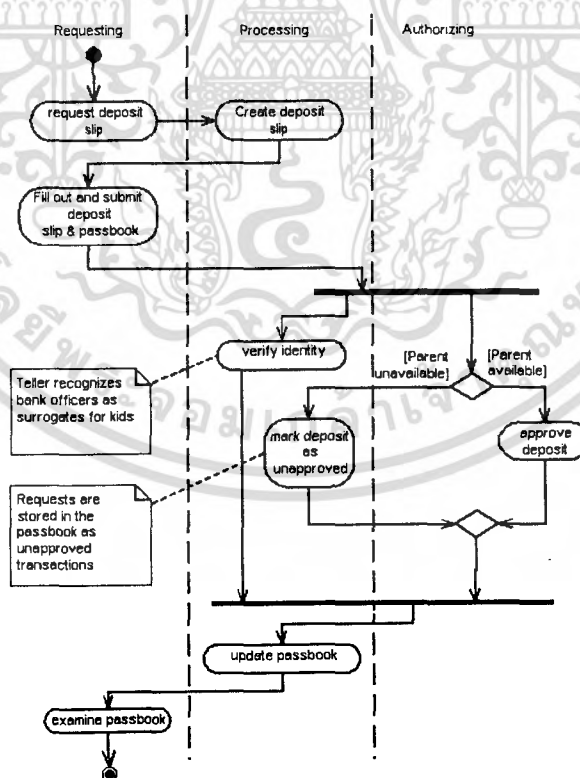 Requesting
Processing
Authorizing
request deposit
slip
Create deposit
slip
Fill out and submit
deposit
slip & passbook
verify identity
[Parent
unavailable]
[Parent
available]
Teller recognizes
bank officers as
surrogates for kids
mark deposit
as
unapproved
approve
deposit
Requests are
stored in the
passbook as
unapproved
transactions
update passbook
examine passbook